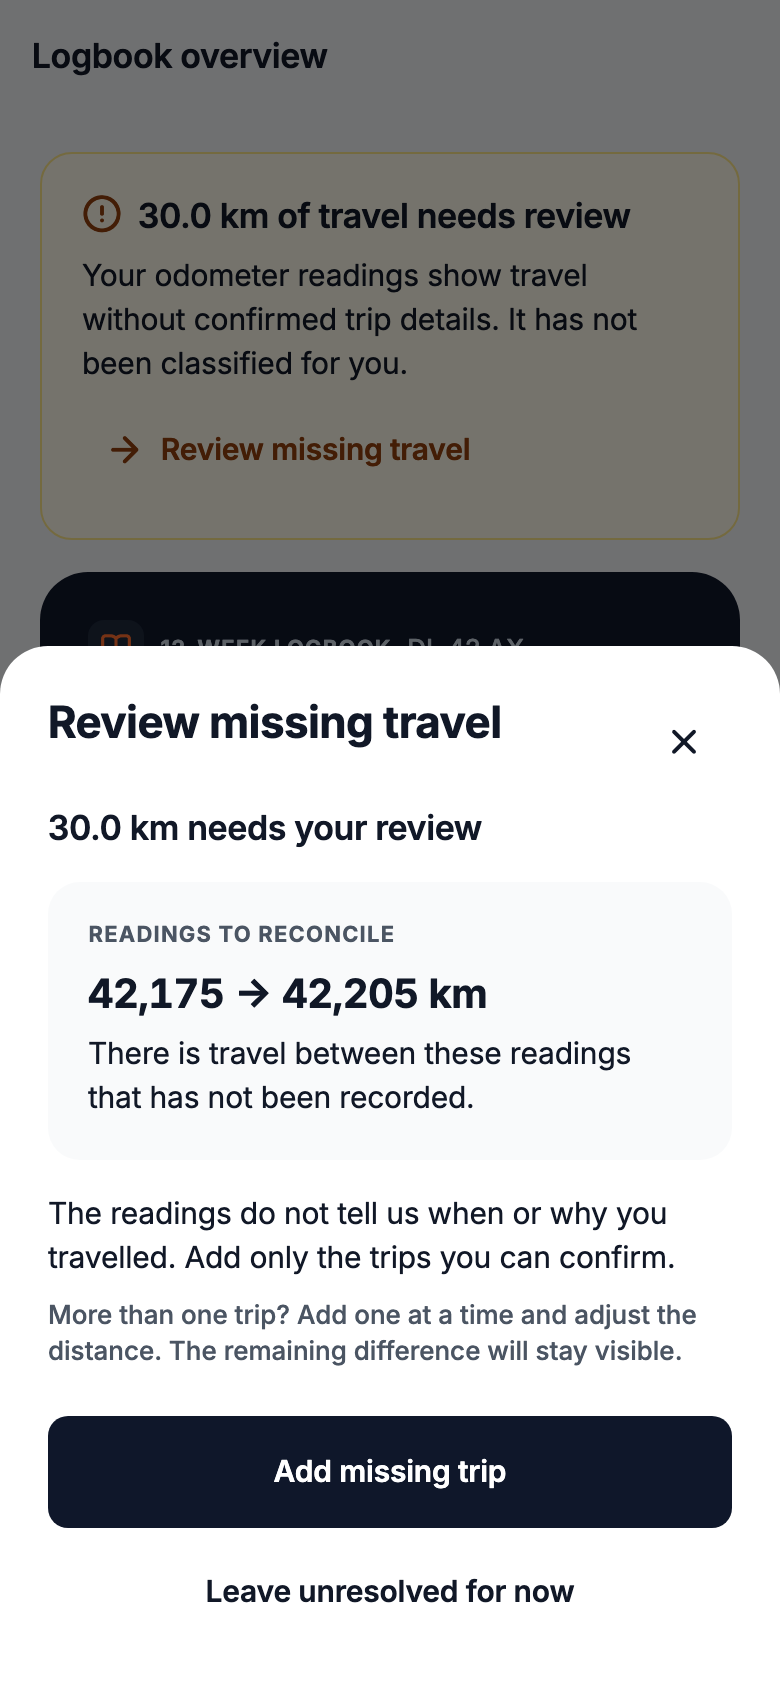 Logbook overview
30.0 km of travel needs review
Your odometer readings show travel
without confirmed trip details. It has not
been classified for you.
→ Review missing travel
12-WEEK LOGBOOK
Review missing travel
30.0 km needs your review
READINGS TO RECONCILE
42,175 → 42,205 km
There is travel between these readings
that has not been recorded.
The readings do not tell us when or why you
travelled. Add only the trips you can confirm.
More than one trip? Add one at a time and adjust the
distance. The remaining difference will stay visible.
Add missing trip
Leave unresolved for now